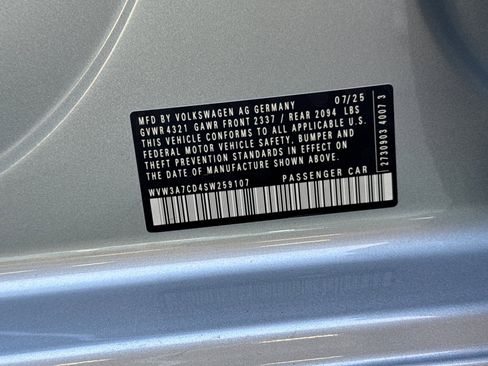 MFD BY VOLKSWAGEN AG GERMANY 07/25
GVWR 4321 GAWR FRONT 2337 / REAR 2094 LBS
THIS VEHICLE CONFORMS TO ALL APPLICABLE U.S.
FEDERAL MOTOR VEHICLE SAFETY, BUMPER AND
THEFT PREVENTION STANDARDS IN EFFECT ON
THE DATE OF MANUFACTURE SHOWN ABOVE
WVW3A7CD4SW259107 PASSENGER CAR
2730903 4007 3